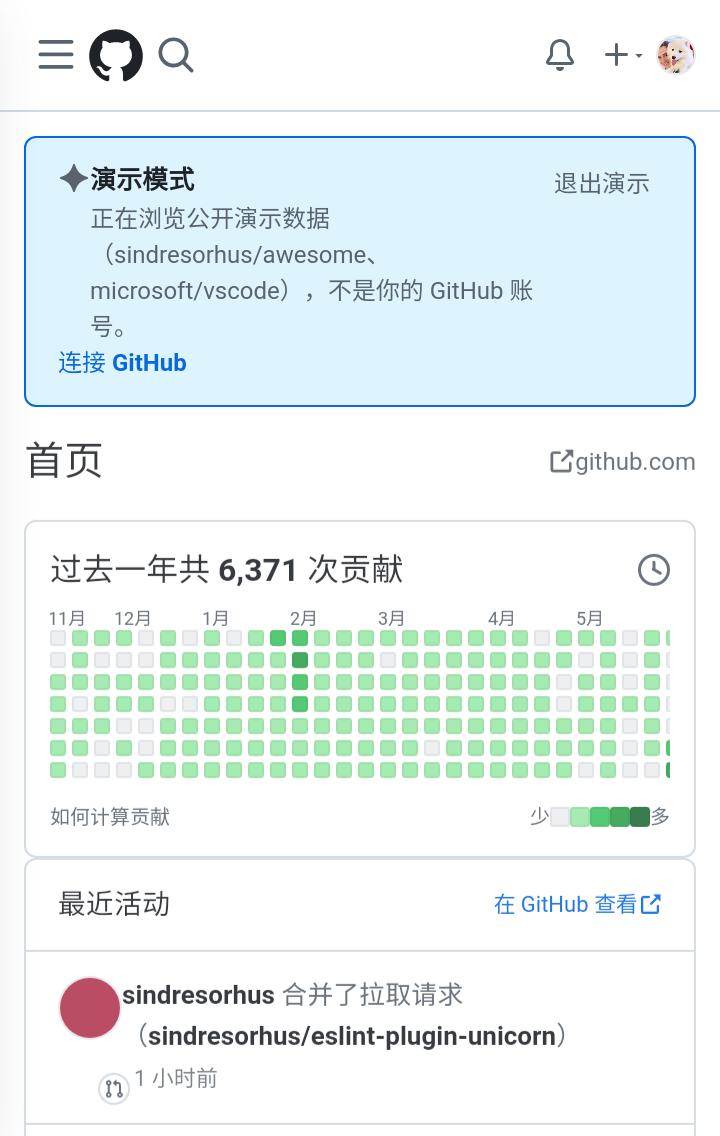 演示模式
退出演示
正在浏览公开演示数据
（sindresorhus/awesome、
microsoft/vscode），不是你的 GitHub 账
号。
连接 GitHub
首页
github.com
过去一年共 6,371 次贡献
11月 12月 1月 2月 3月 4月 5月
如何计算贡献
少 多
最近活动
在 GitHub 查看
sindresorhus 合并了拉取请求
（sindresorhus/eslint-plugin-unicorn）
1 小时前